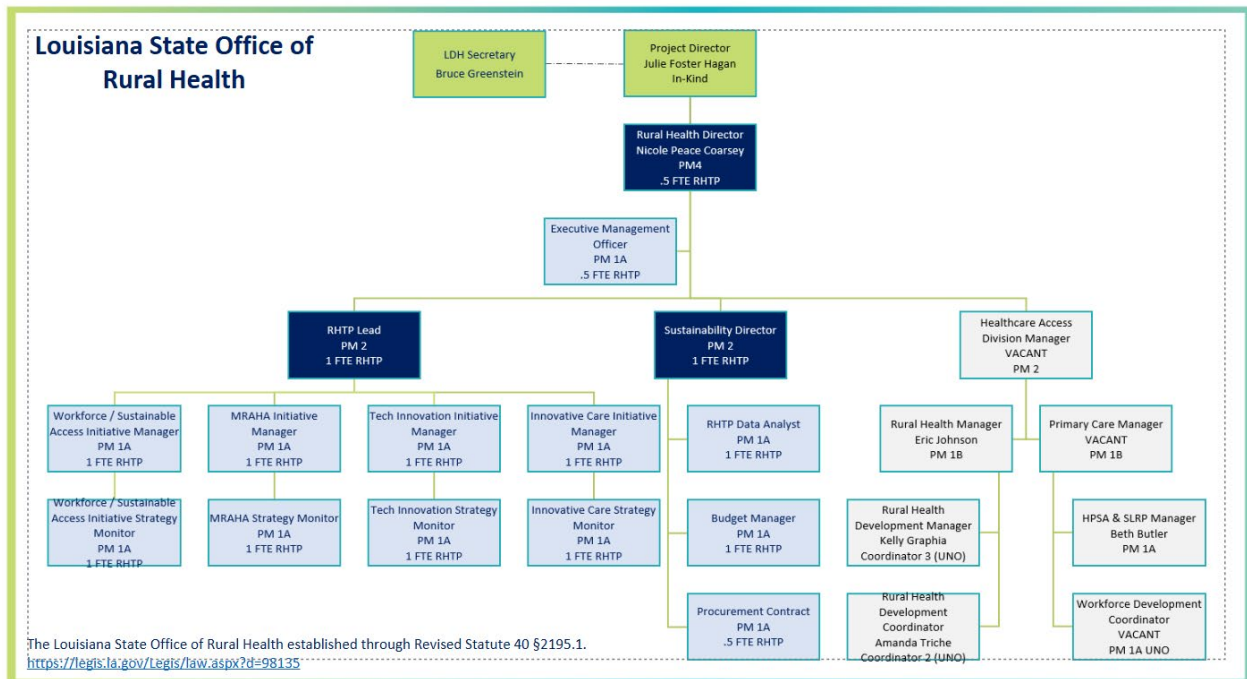 Louisiana State Office of
Rural Health
LDH Secretary
Bruce Greenstein
Project Director
Julie Foster Hagan
In-Kind
Rural Health Director
Nicole Peace Coarsey
PM4
.5 FTE RHTP
Executive Management
Officer
PM 1A
.5 FTE RHTP
RHTP Lead
PM 2
1 FTE RHTP
Sustainability Director
PM 2
1 FTE RHTP
Healthcare Access
Division Manager
VACANT
PM 2
Workforce / Sustainable
Access Initiative Manager
PM 1A
1 FTE RHTP
MRAHA Initiative
Manager
PM 1A
1 FTE RHTP
Tech Innovation Initiative
Manager
PM 1A
1 FTE RHTP
Innovative Care Initiative
Manager
PM 1A
1 FTE RHTP
RHTP Data Analyst
PM 1A
1 FTE RHTP
Rural Health Manager
Eric Johnson
PM 1B
Primary Care Manager
VACANT
PM 1B
Workforce / Sustainable
Access Initiative Strategy
Monitor
PM 1A
1 FTE RHTP
MRAHA Strategy Monitor
PM 1A
1 FTE RHTP
Tech Innovation Strategy
Monitor
PM 1A
1 FTE RHTP
Innovative Care Strategy
Monitor
PM 1A
1 FTE RHTP
Budget Manager
PM 1A
1 FTE RHTP
Rural Health
Development Manager
Kelly Graphia
Coordinator 3 (UNO)
HPSA & SLRP Manager
Beth Butler
PM 1A
Procurement Contract
PM 1A
.5 FTE RHTP
Rural Health
Development
Coordinator
Amanda Triche
Coordinator 2 (UNO)
Workforce Development
Coordinator
VACANT
PM 1A UNO
The Louisiana State Office of Rural Health established through Revised Statute 40 §2195.1.
https://legis.la.gov/Legis/law.aspx?d=98135